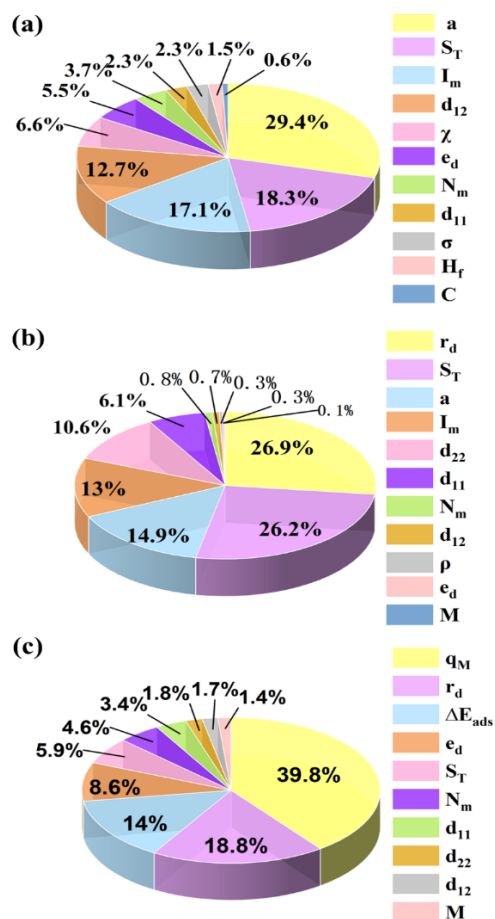 (a)
2.3%
1.5%
2.3%
0.6%
3.7%
5.5%
6.6%
29.4%
12.7%
18.3%
17.1%
a
S_T
I_m
d_12
χ
e_d
N_m
d_11
σ
H_f
C
(b)
0.7%
0.3%
0.8%
0.3%
6.1%
0.1%
10.6%
26.9%
13%
26.2%
14.9%
r_d
S_T
a
I_m
d_22
d_11
N_m
d_12
ρ
e_d
M
(c)
1.7%
1.8%
1.4%
3.4%
4.6%
5.9%
39.8%
8.6%
14%
18.8%
q_M
r_d
ΔE_ads
e_d
S_T
N_m
d_11
d_22
d_12
M